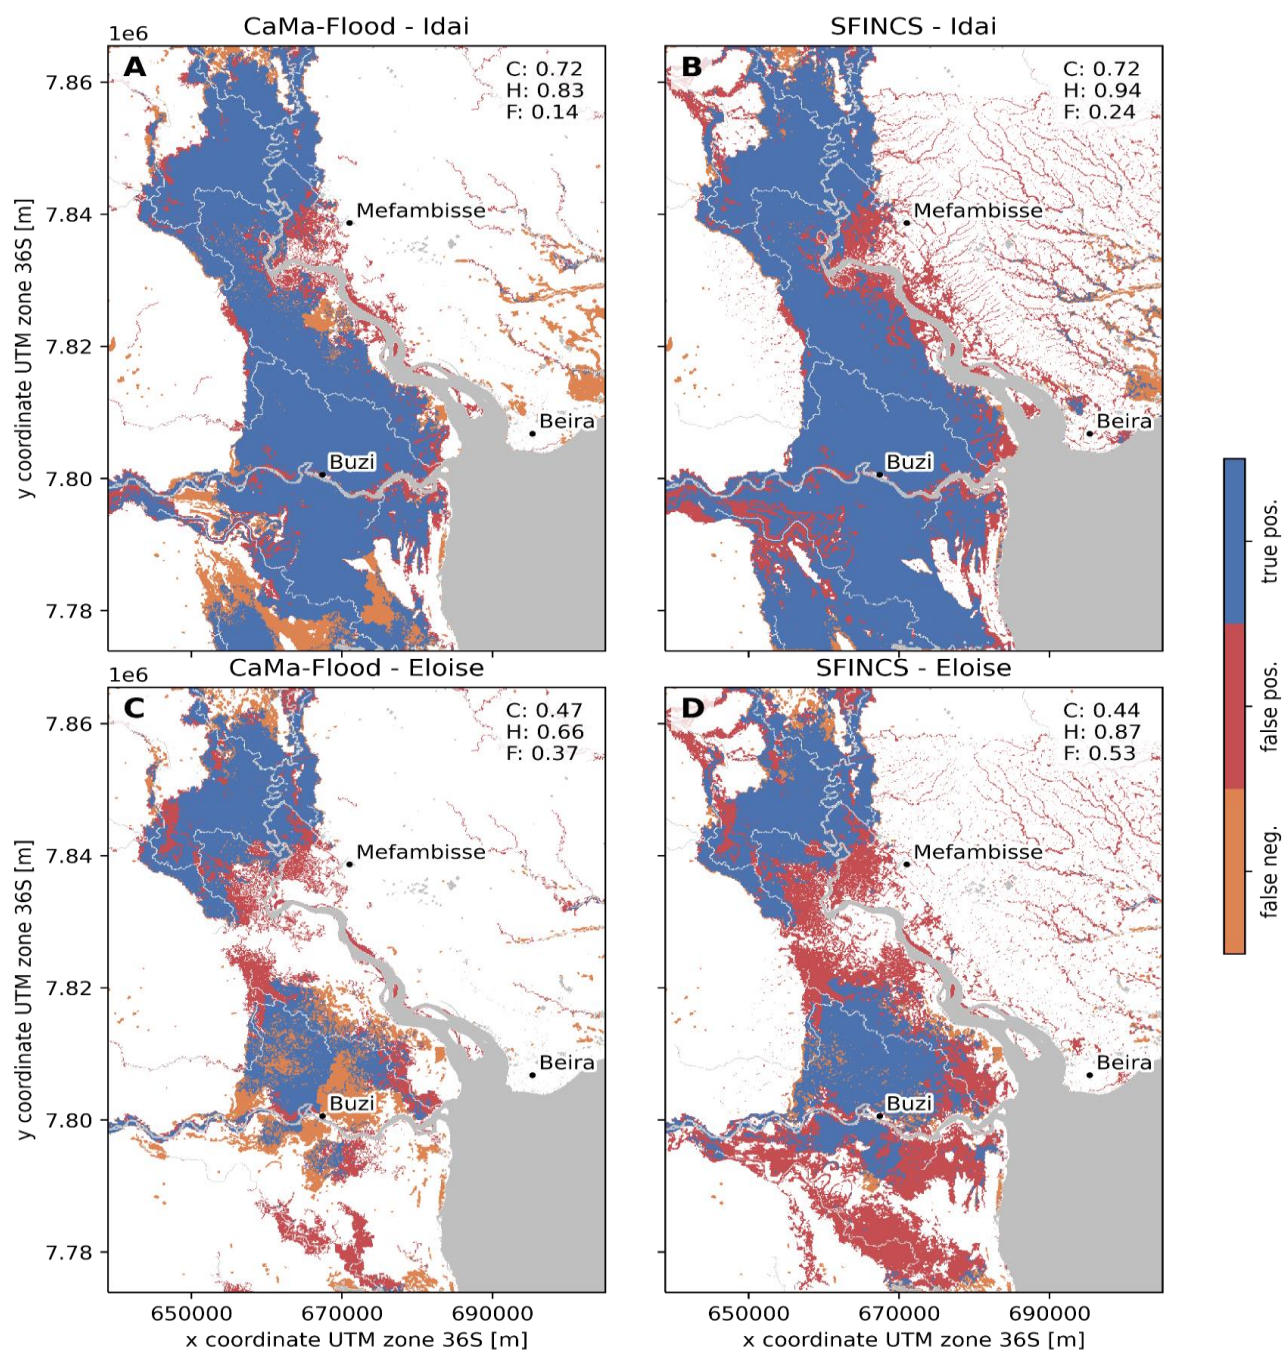 CaMa-Flood - Idai
SFINCS - Idai
1e6
A
C: 0.72
H: 0.83
F: 0.14
B
C: 0.72
H: 0.94
F: 0.24
7.86
7.84
7.82
7.80
7.78
y coordinate UTM zone 36S [m]
Mefambisse
Beira
Buzi
Mefambisse
Beira
Buzi
CaMa-Flood - Eloise
SFINCS - Eloise
1e6
C
C: 0.47
H: 0.66
F: 0.37
D
C: 0.44
H: 0.87
F: 0.53
7.86
7.84
7.82
7.80
7.78
y coordinate UTM zone 36S [m]
Mefambisse
Beira
Buzi
Mefambisse
Beira
Buzi
650000
670000
690000
650000
670000
690000
x coordinate UTM zone 36S [m]
x coordinate UTM zone 36S [m]
true pos.
false pos.
false neg.